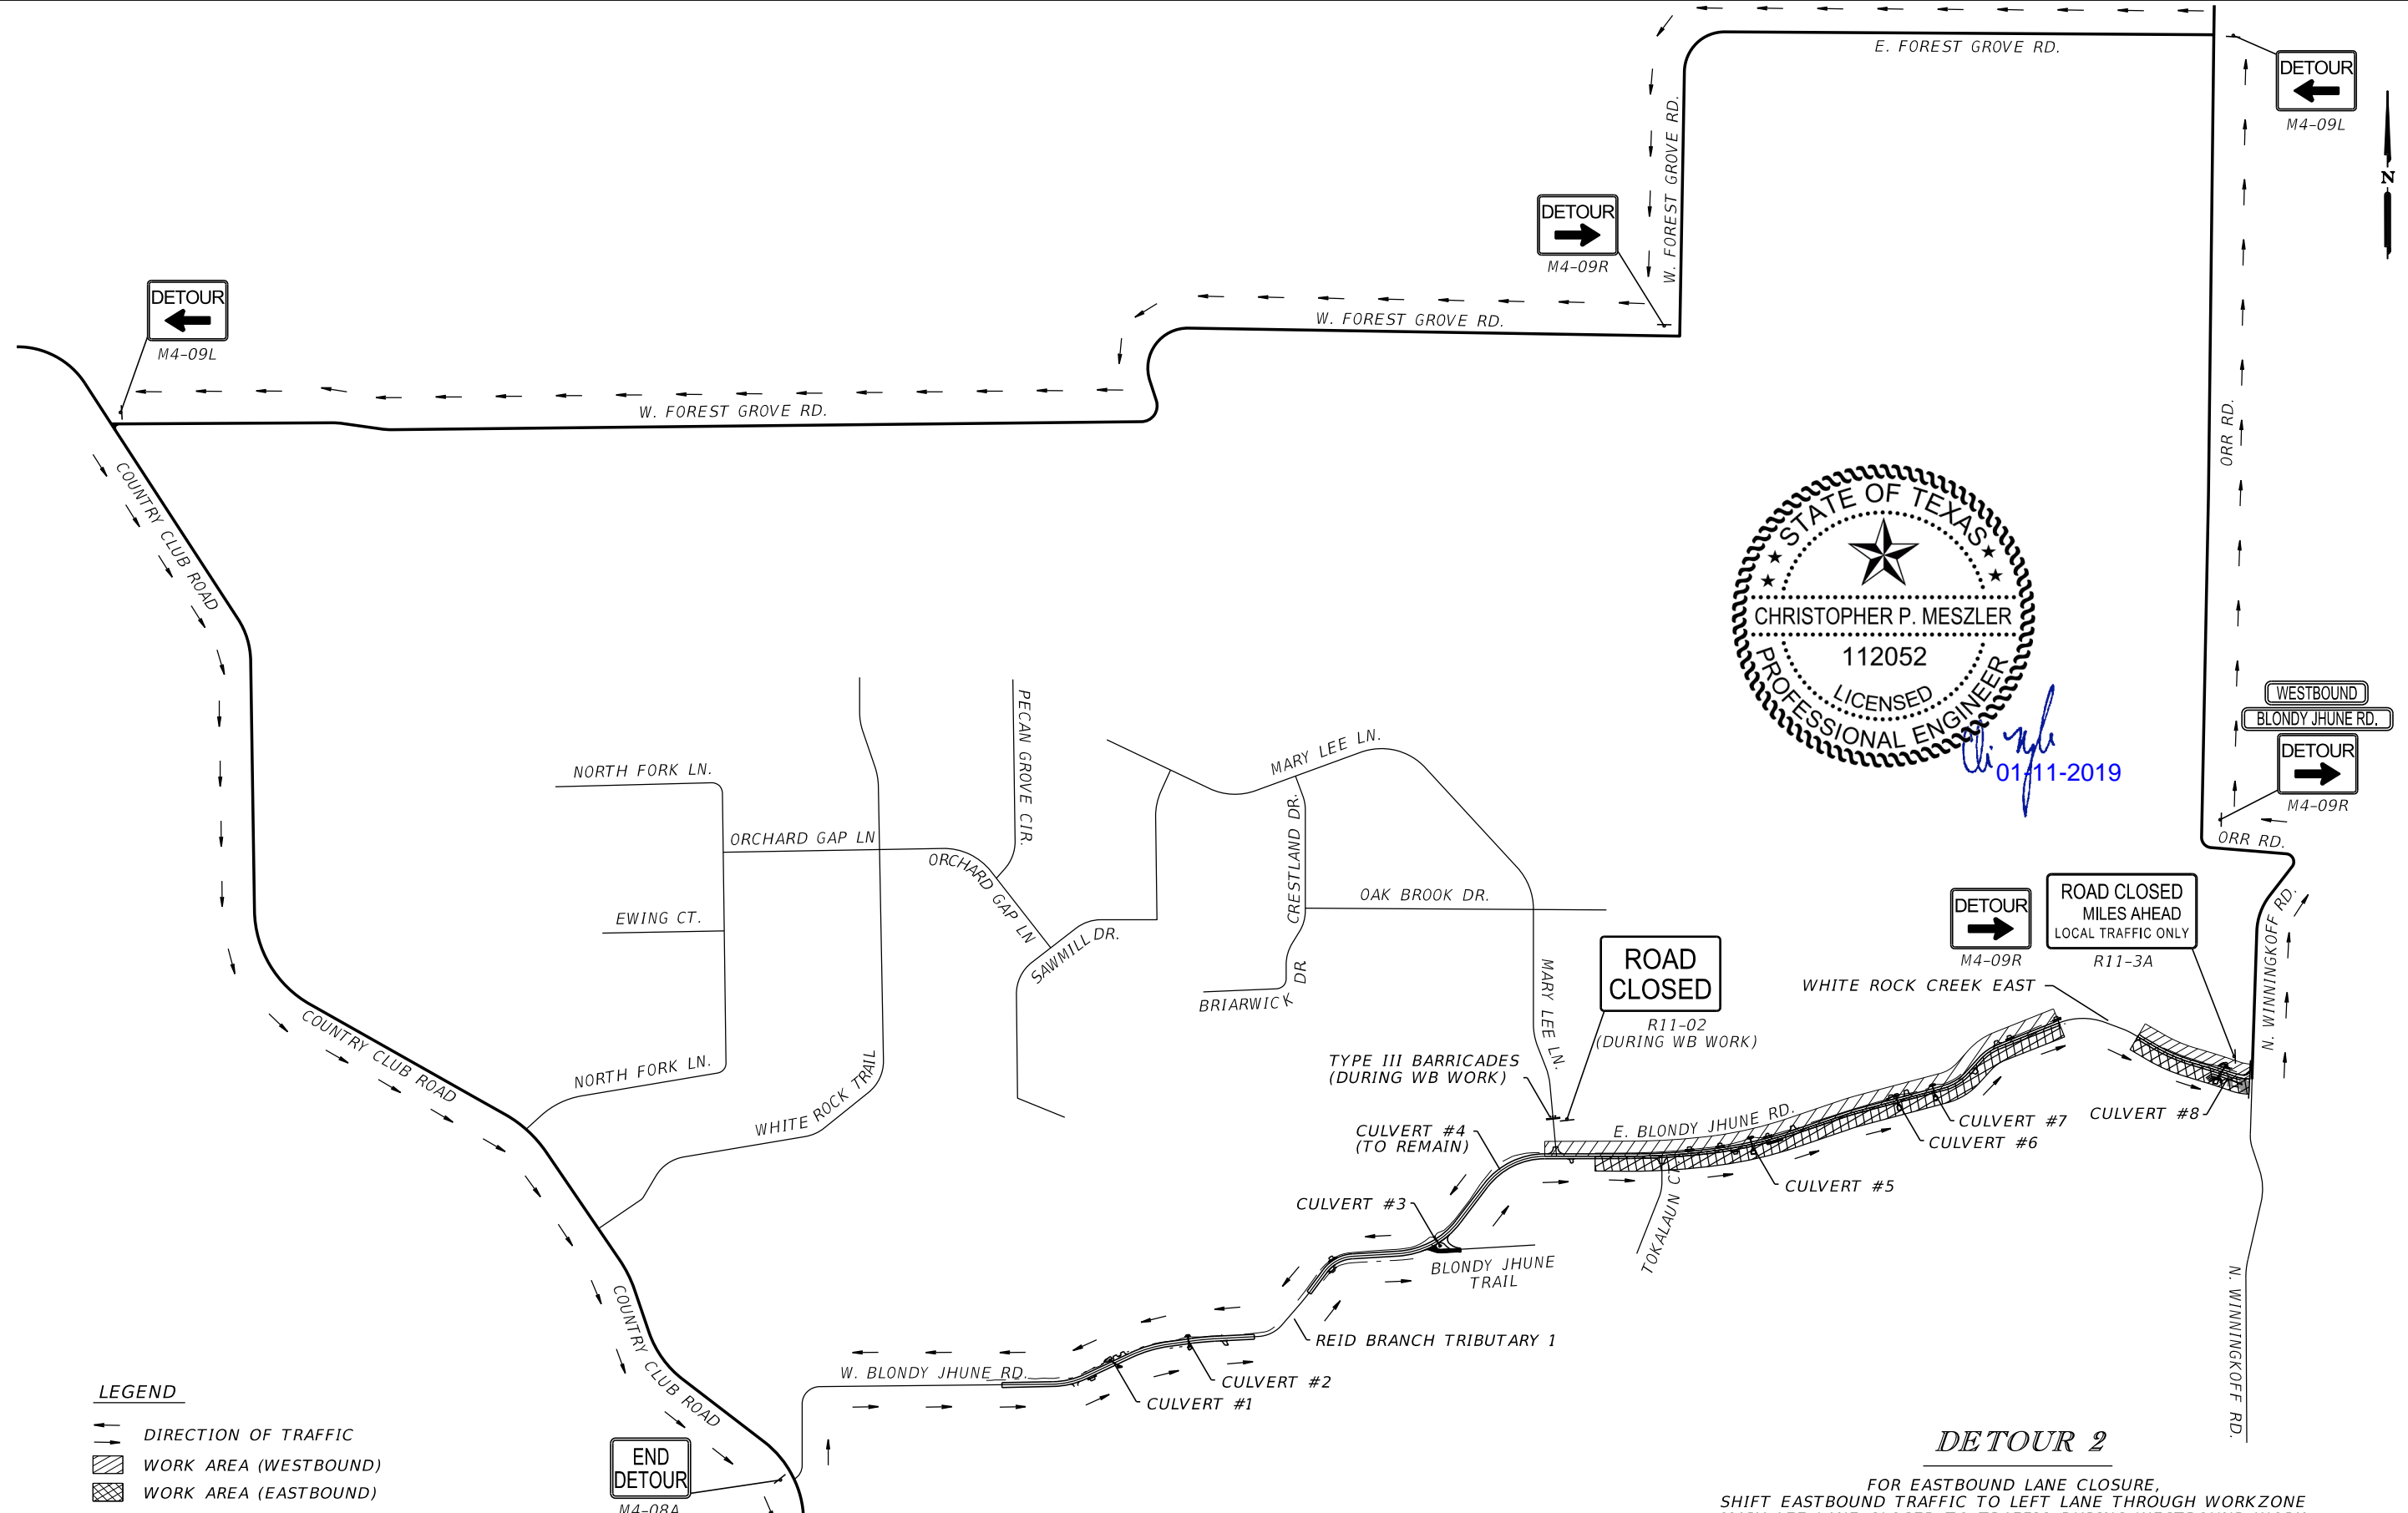 E. FOREST GROVE RD.
DETOUR
M4-09L
N
W. FOREST GROVE RD.
DETOUR
M4-09R
DETOUR
M4-09L
W. FOREST GROVE RD.
W. FOREST GROVE RD.
ORR RD.
COUNTRY CLUB ROAD
STATE OF TEXAS
CHRISTOPHER P. MESZLER
112052
LICENSED
PROFESSIONAL ENGINEER
01-11-2019
WESTBOUND
BLONDY JHUNE RD.
DETOUR
M4-09R
ORR RD.
PECAN GROVE CIR.
MARY LEE LN.
NORTH FORK LN.
ORCHARD GAP LN
ORCHARD GAP LN
CRESTLAND DR.
OAK BROOK DR.
EWING CT.
SAWMILL DR.
BRIARWICK DR
MARY LEE LN.
ROAD
CLOSED
R11-02
(DURING WB WORK)
DETOUR
M4-09R
ROAD CLOSED
MILES AHEAD
LOCAL TRAFFIC ONLY
R11-3A
WHITE ROCK CREEK EAST
N. WINNINGKOFF RD.
COUNTRY CLUB ROAD
NORTH FORK LN.
WHITE ROCK TRAIL
TYPE III BARRICADES
(DURING WB WORK)
CULVERT #4
(TO REMAIN)
E. BLONDY JHUNE RD.
CULVERT #7
CULVERT #6
CULVERT #8
CULVERT #5
CULVERT #3
BLONDY JHUNE
TRAIL
REID BRANCH TRIBUTARY 1
N. WINNINGKOFF RD.
COUNTRY CLUB ROAD
W. BLONDY JHUNE RD.
CULVERT #2
CULVERT #1
LEGEND
DIRECTION OF TRAFFIC
WORK AREA (WESTBOUND)
WORK AREA (EASTBOUND)
END
DETOUR
M4-08A
DETOUR 2
FOR EASTBOUND LANE CLOSURE,
SHIFT EASTBOUND TRAFFIC TO LEFT LANE THROUGH WORKZONE